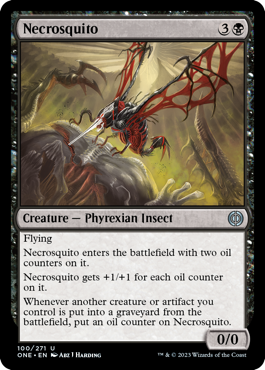 Necrosquito 3
Creature — Phyrexian Insect
Flying
Necrosquito enters the battlefield with two oil
counters on it.
Necrosquito gets +1/+1 for each oil counter
on it.
Whenever another creature or artifact you
control is put into a graveyard from the
battlefield, put an oil counter on Necrosquito.
0/0
100/271 U
ONE • EN Abz J Harding
™ & © 2023 Wizards of the Coast